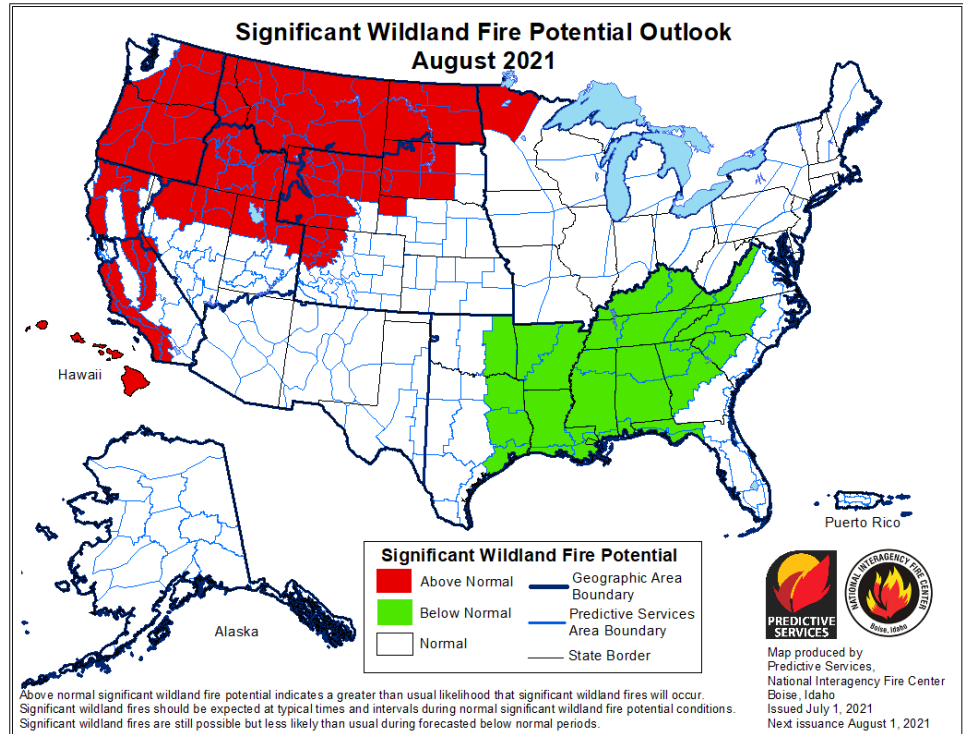 Significant Wildland Fire Potential Outlook
August 2021
Hawaii
Alaska
Puerto Rico
Significant Wildland Fire Potential
Above Normal
Below Normal
Normal
Geographic Area
Boundary
Predictive Services
Area Boundary
State Border
PREDICTIVE
SERVICES
NATIONAL INTERAGENCY FIRE CENTER
Boise, Idaho
Map produced by
Predictive Services,
National Interagency Fire Center
Boise, Idaho
Issued July 1, 2021
Next issuance August 1, 2021
Above normal significant wildland fire potential indicates a greater than usual likelihood that significant wildland fires will occur.
Significant wildland fires should be expected at typical times and intervals during normal significant wildland fire potential conditions.
Significant wildland fires are still possible but less likely than usual during forecasted below normal periods.